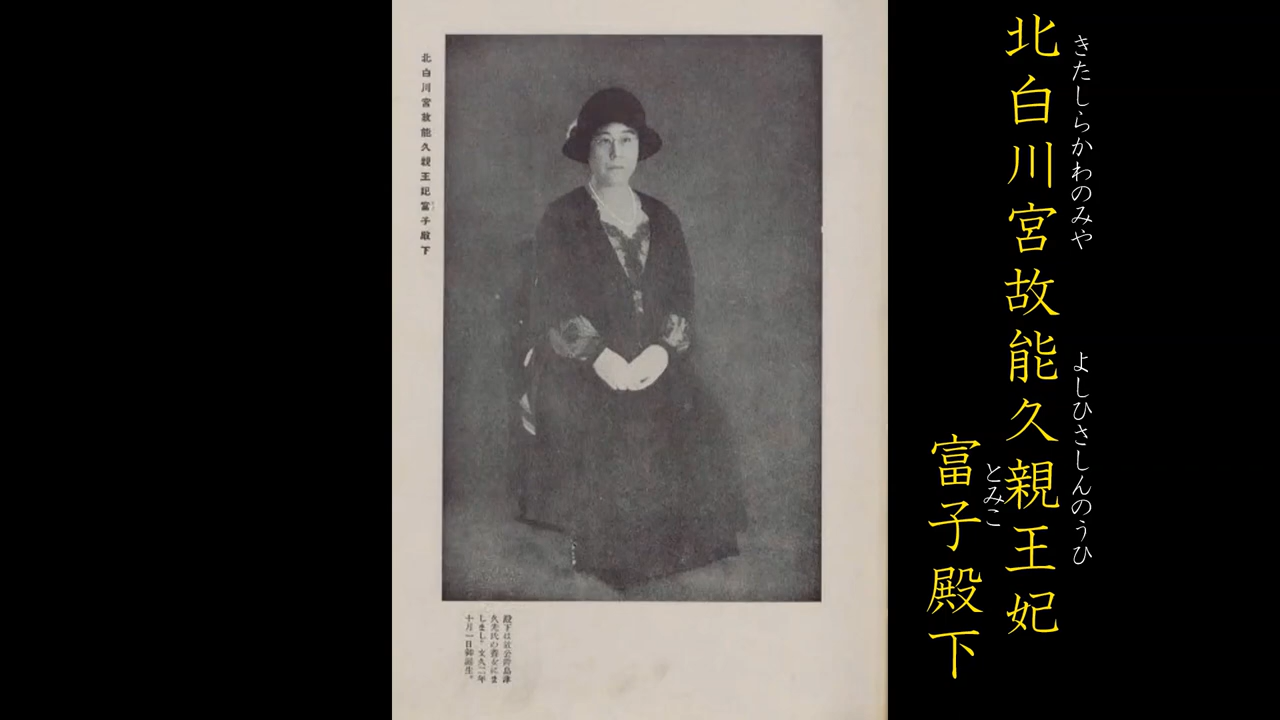 きたしらかわのみや よしひさしんのうひ
北白川宮故能久親王妃
とみこ
富子殿下
北白川宮故能久親王妃富子殿下
殿下は故公爵島津
久光氏の養女にま
しまし、文久二年
十月一日御誕生。